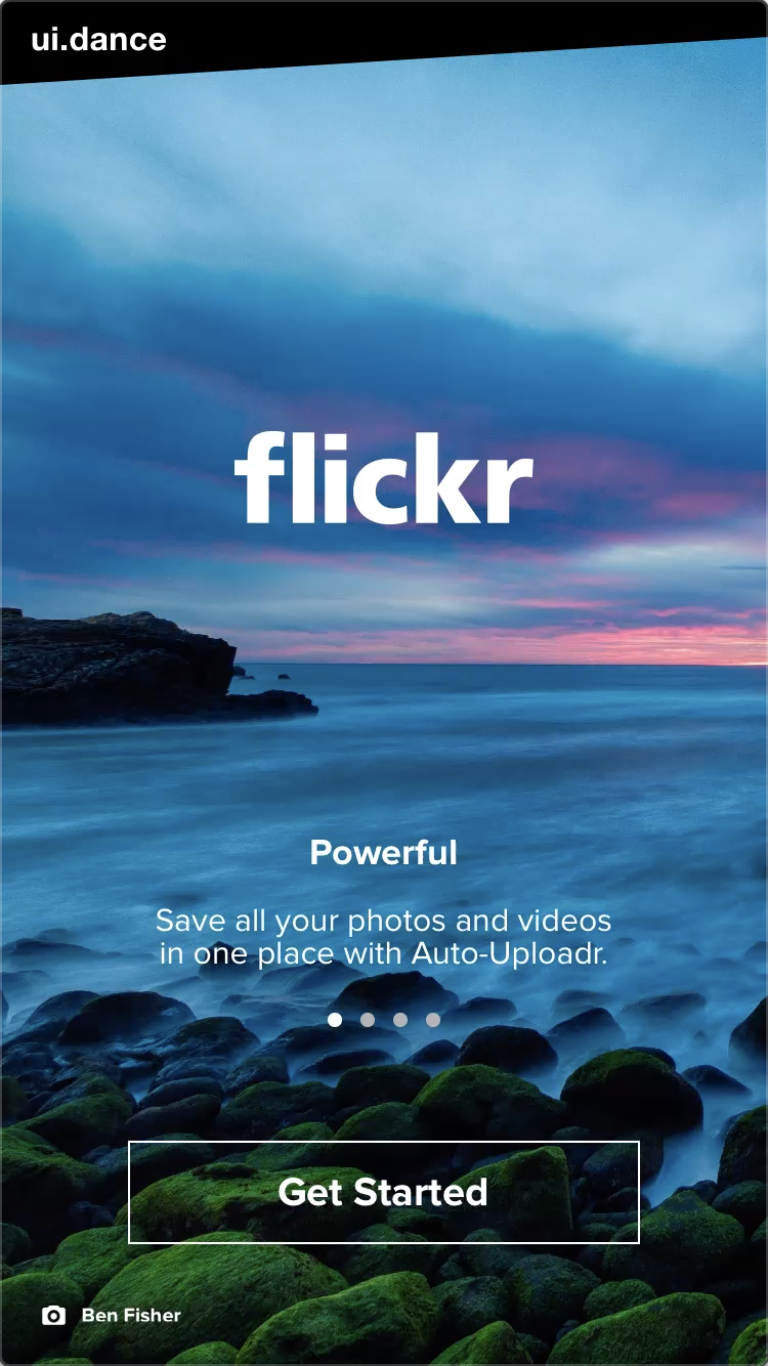 ui.dance
flickr
Powerful
Save all your photos and videos
in one place with Auto-Uploadr.
Get Started
Ben Fisher